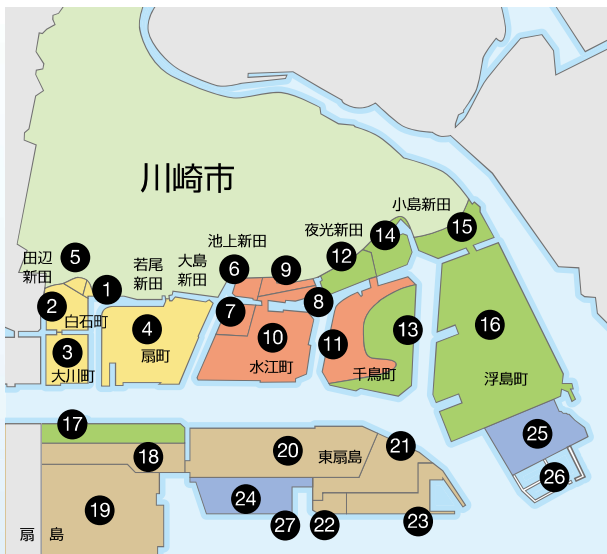 川崎市
小島新田
14
15
夜光新田
12
池上新田
大島
新田
若尾
新田
田辺
新田
5
6
9
1
2
白石町
7
8
4
扇町
3
大川町
10
水江町
11
13
千鳥町
16
浮島町
17
18
20
東扇島
21
25
26
19
24
27
22
23
扇島